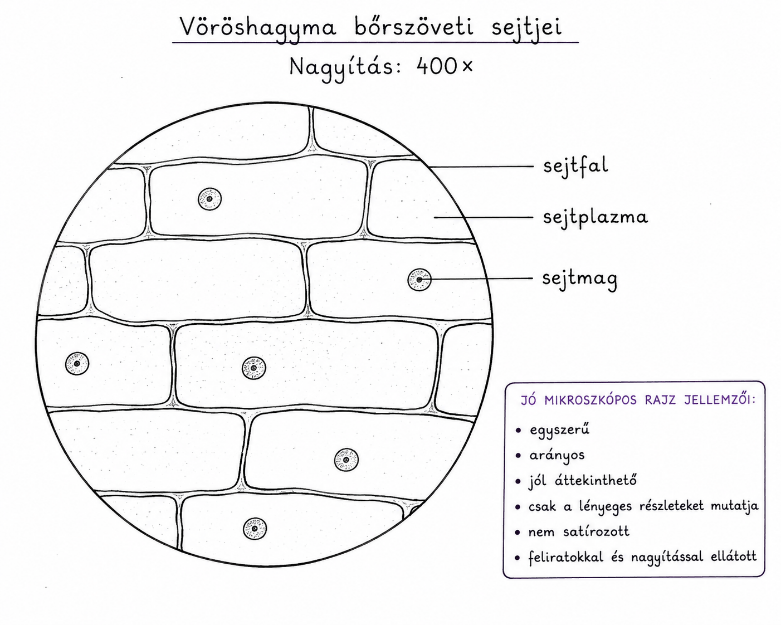 Vöröshagyma bőrszöveti sejtjei
Nagyítás: 400×
sejtfal
sejtplazma
sejtmag
JÓ MIKROSZKÓPOS RAJZ JELLEMZŐI:
• egyszerű
• arányos
• jól áttekinthető
• csak a lényeges részleteket mutatja
• nem satírozott
• feliratokkal és nagyítással ellátott